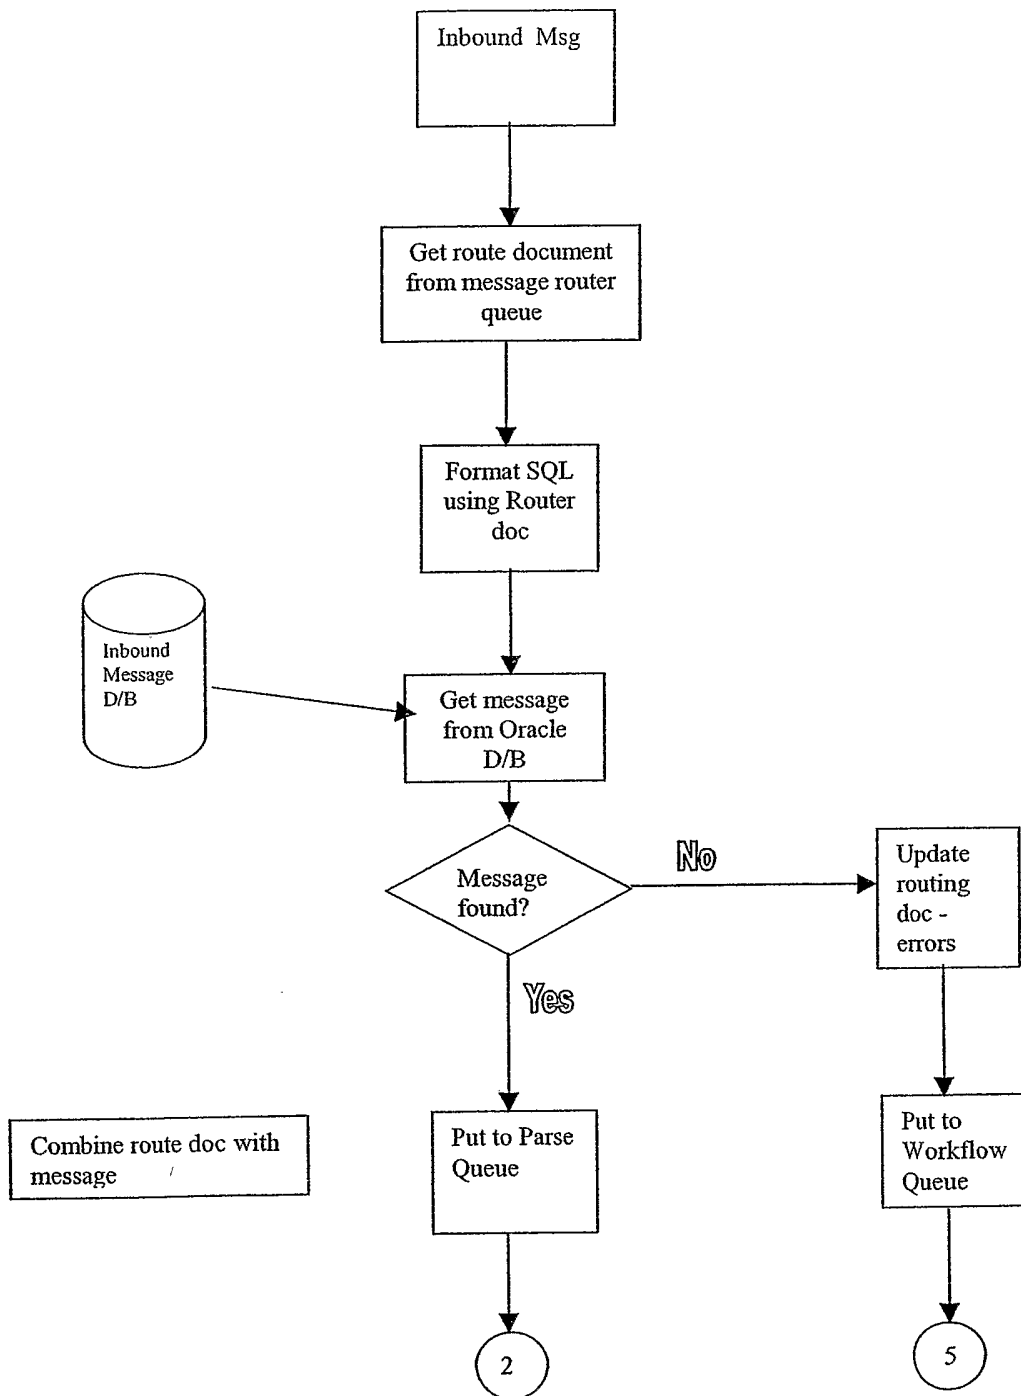 Inbound Msg
Get route document
from message router
queue
Format SQL
using Router
doc
Inbound
Message
D/B
Get message
from Oracle
D/B
Message
found?
No
Update
routing
doc -
errors
Yes
Combine route doc with
message
Put to Parse
Queue
Put to
Workflow
Queue
2
5